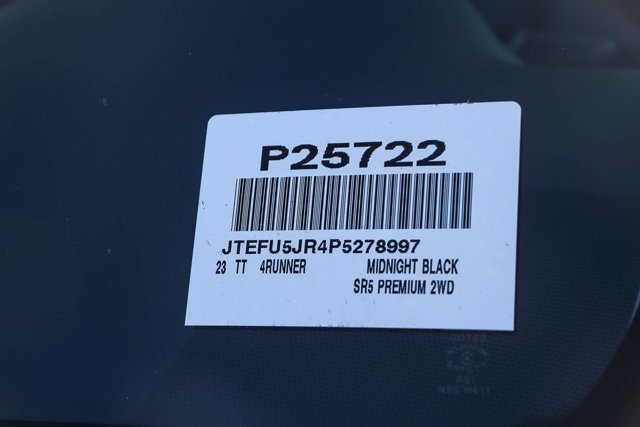 P25722
JTEFU5JR4P5278997
23 TT 4RUNNER MIDNIGHT BLACK
SR5 PREMIUM 2WD